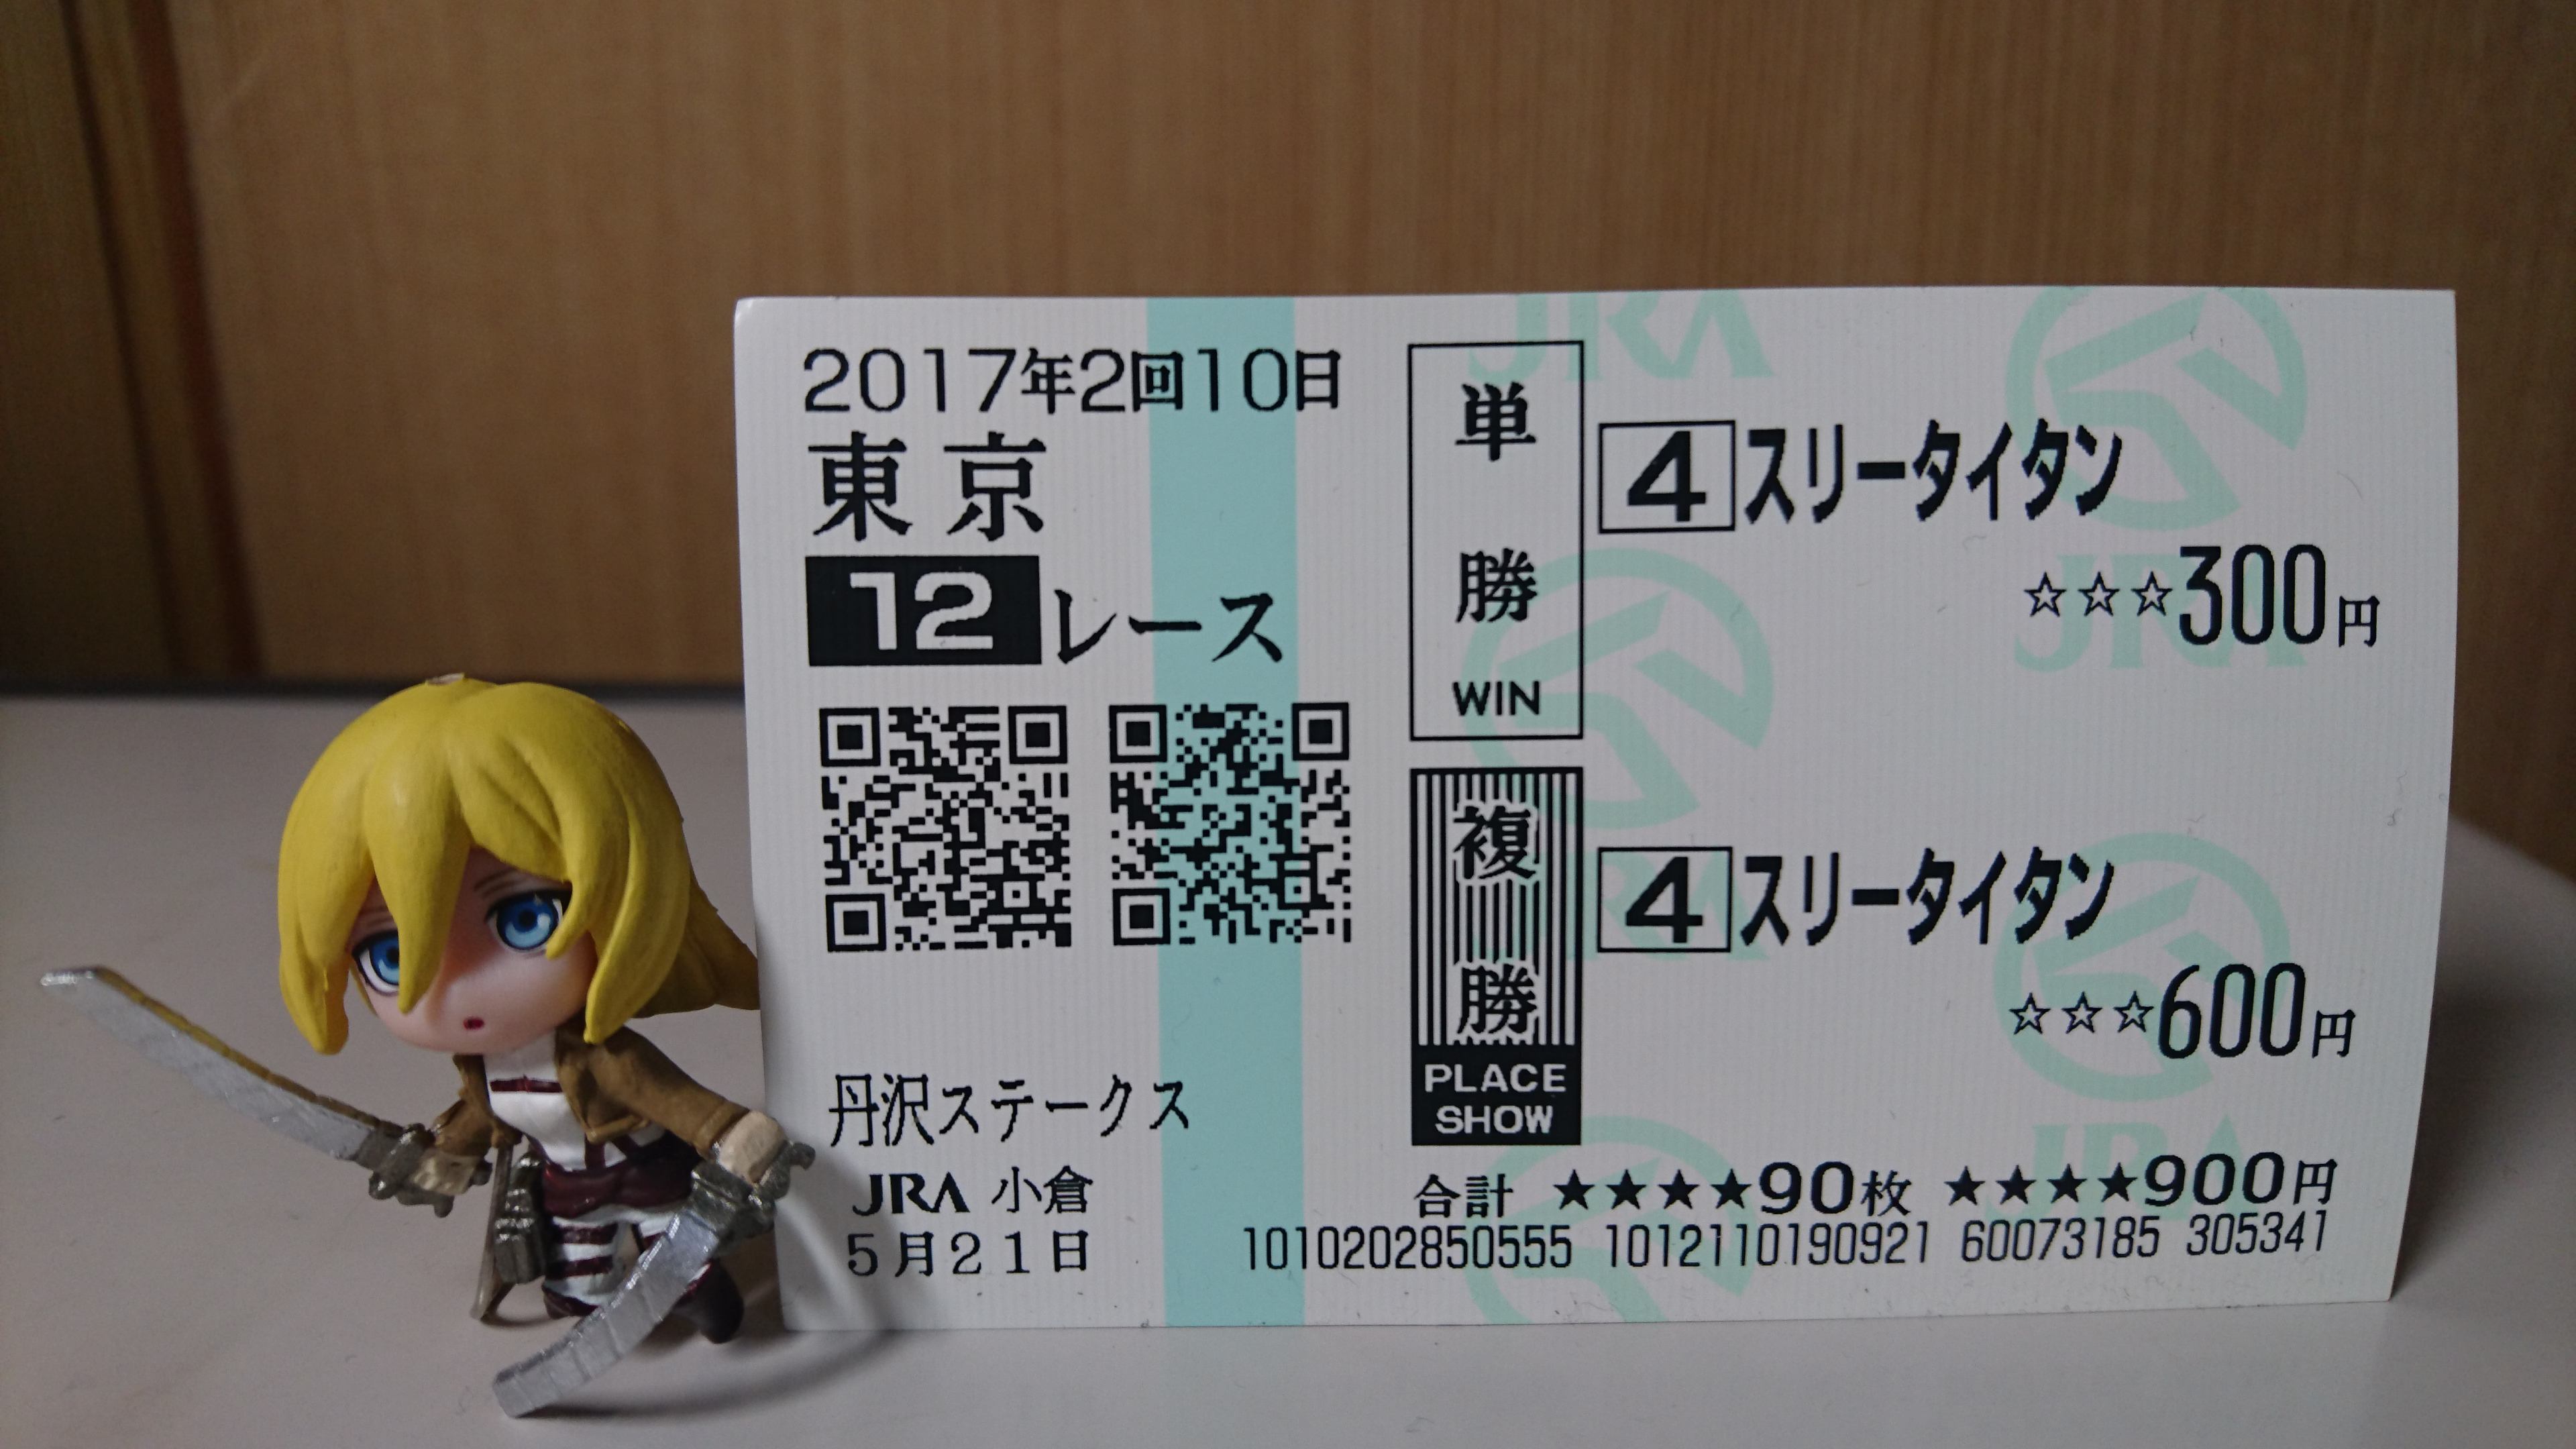 2017年2回10日
東京
12レース
丹沢ステークス
JRA 小倉
5月21日
単勝
WIN
4 スリータイタン
☆☆☆300円
複勝
PLACE
SHOW
4 スリータイタン
☆☆☆600円
合計 ★★★★90枚 ★★★★900円
1010202850555 1012110190921 60073185 305341
JRA
JRA
JRA